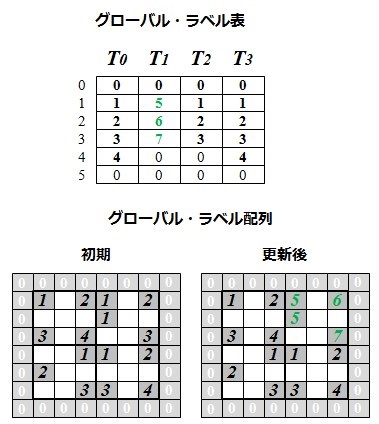 グローバル・ラベル表
T0 T1 T2 T3
0 0 0 0 0
1 1 5 1 1
2 2 6 2 2
3 3 7 3 3
4 4 0 0 4
5 0 0 0 0
グローバル・ラベル配列
初期
0 0 0 0 0 0 0 0
0 1 2 1 2 0
0 1 0
0 3 4 3 0
0 1 1 2 0
0 2 0
0 3 3 4 0
0 0 0 0 0 0 0 0
更新後
0 0 0 0 0 0 0 0
0 1 2 5 6 0
0 5 0
0 3 4 7 0
0 1 1 2 0
0 2 0
0 3 3 4 0
0 0 0 0 0 0 0 0